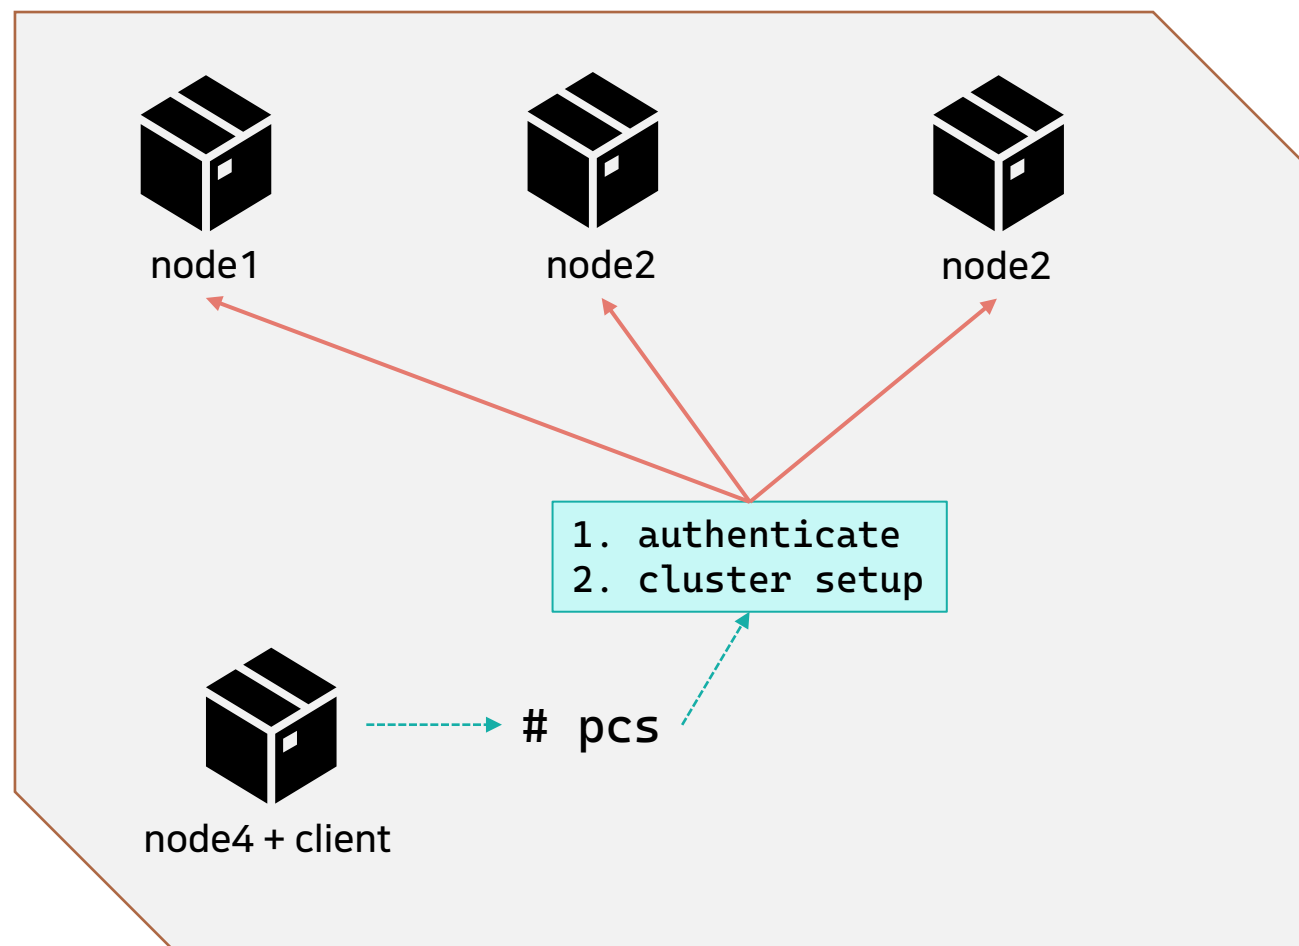 node1
node2
node2
1. authenticate
2. cluster setup
# pcs
node4 + client